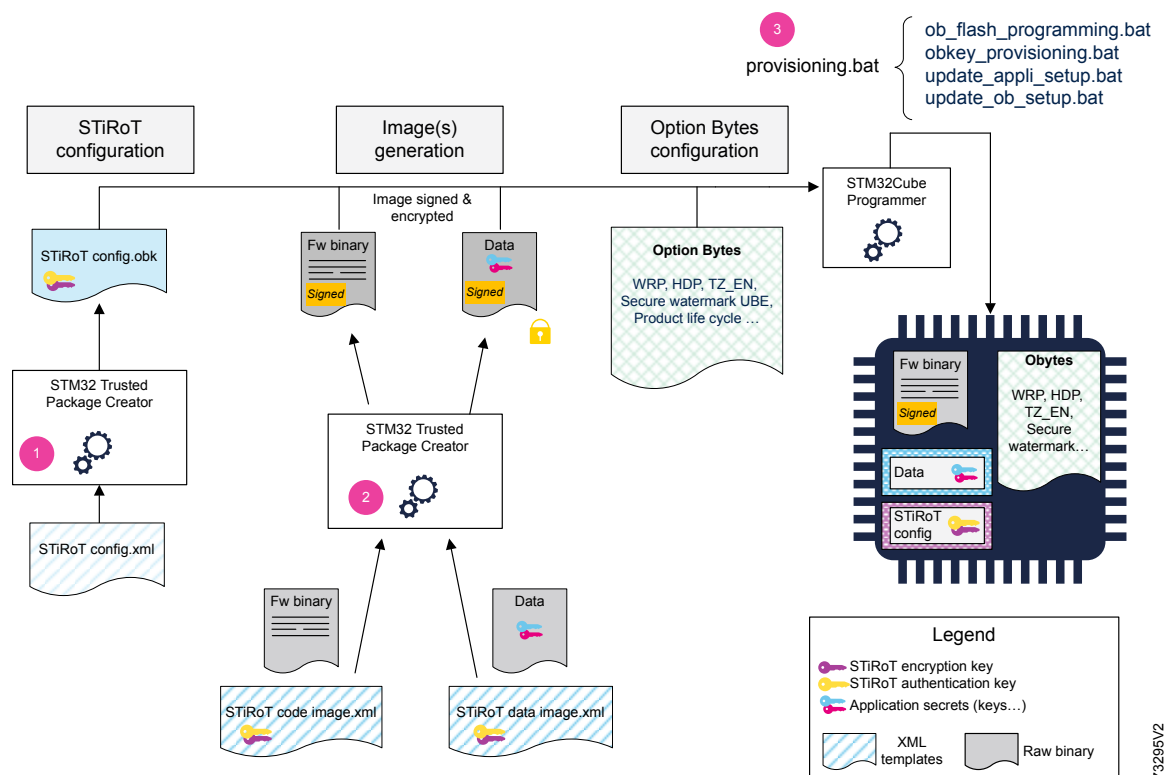 3
provisioning.bat
ob_flash_programming.bat
obkey_provisioning.bat
update_appli_setup.bat
update_ob_setup.bat
STiRoT
configuration
Image(s)
generation
Option Bytes
configuration
Image signed &
encrypted
STM32Cube
Programmer
STiRoT config.obk
Fw binary
Signed
Data
Signed
Option Bytes
WRP, HDP, TZ_EN,
Secure watermark UBE,
Product life cycle ...
STM32 Trusted
Package Creator
1
STM32 Trusted
Package Creator
2
Fw binary
Signed
Obytes
WRP, HDP,
TZ_EN,
Secure
watermark...
Data
STiRoT
config
STiRoT config.xml
Fw binary
Data
STiRoT code image.xml
STiRoT data image.xml
Legend
STiRoT encryption key
STiRoT authentication key
Application secrets (keys...)
XML
templates
Raw binary
3295V2